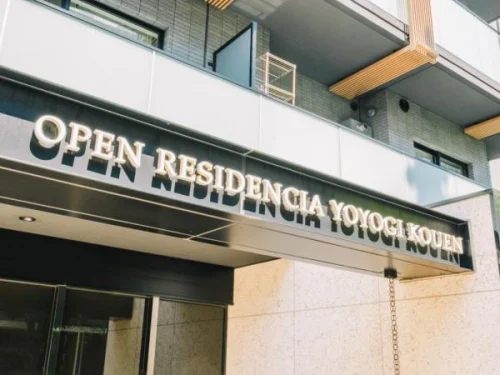 OPEN RESIDENCIA YOYOGI KOUEN